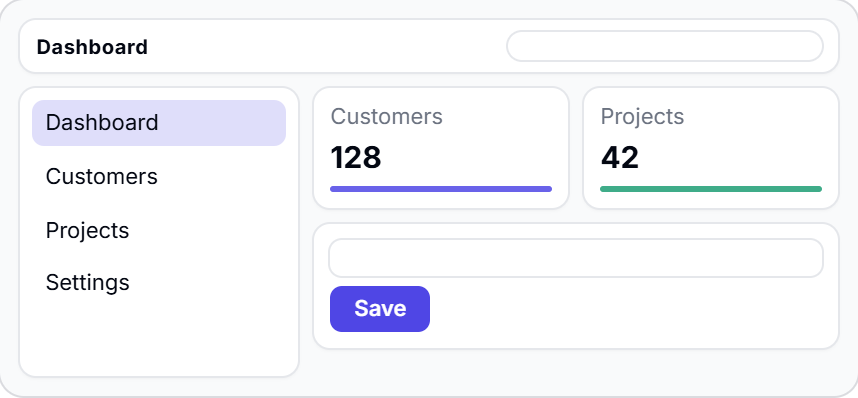 Dashboard
Dashboard
Customers
Projects
Settings
Customers
128
Projects
42
Save